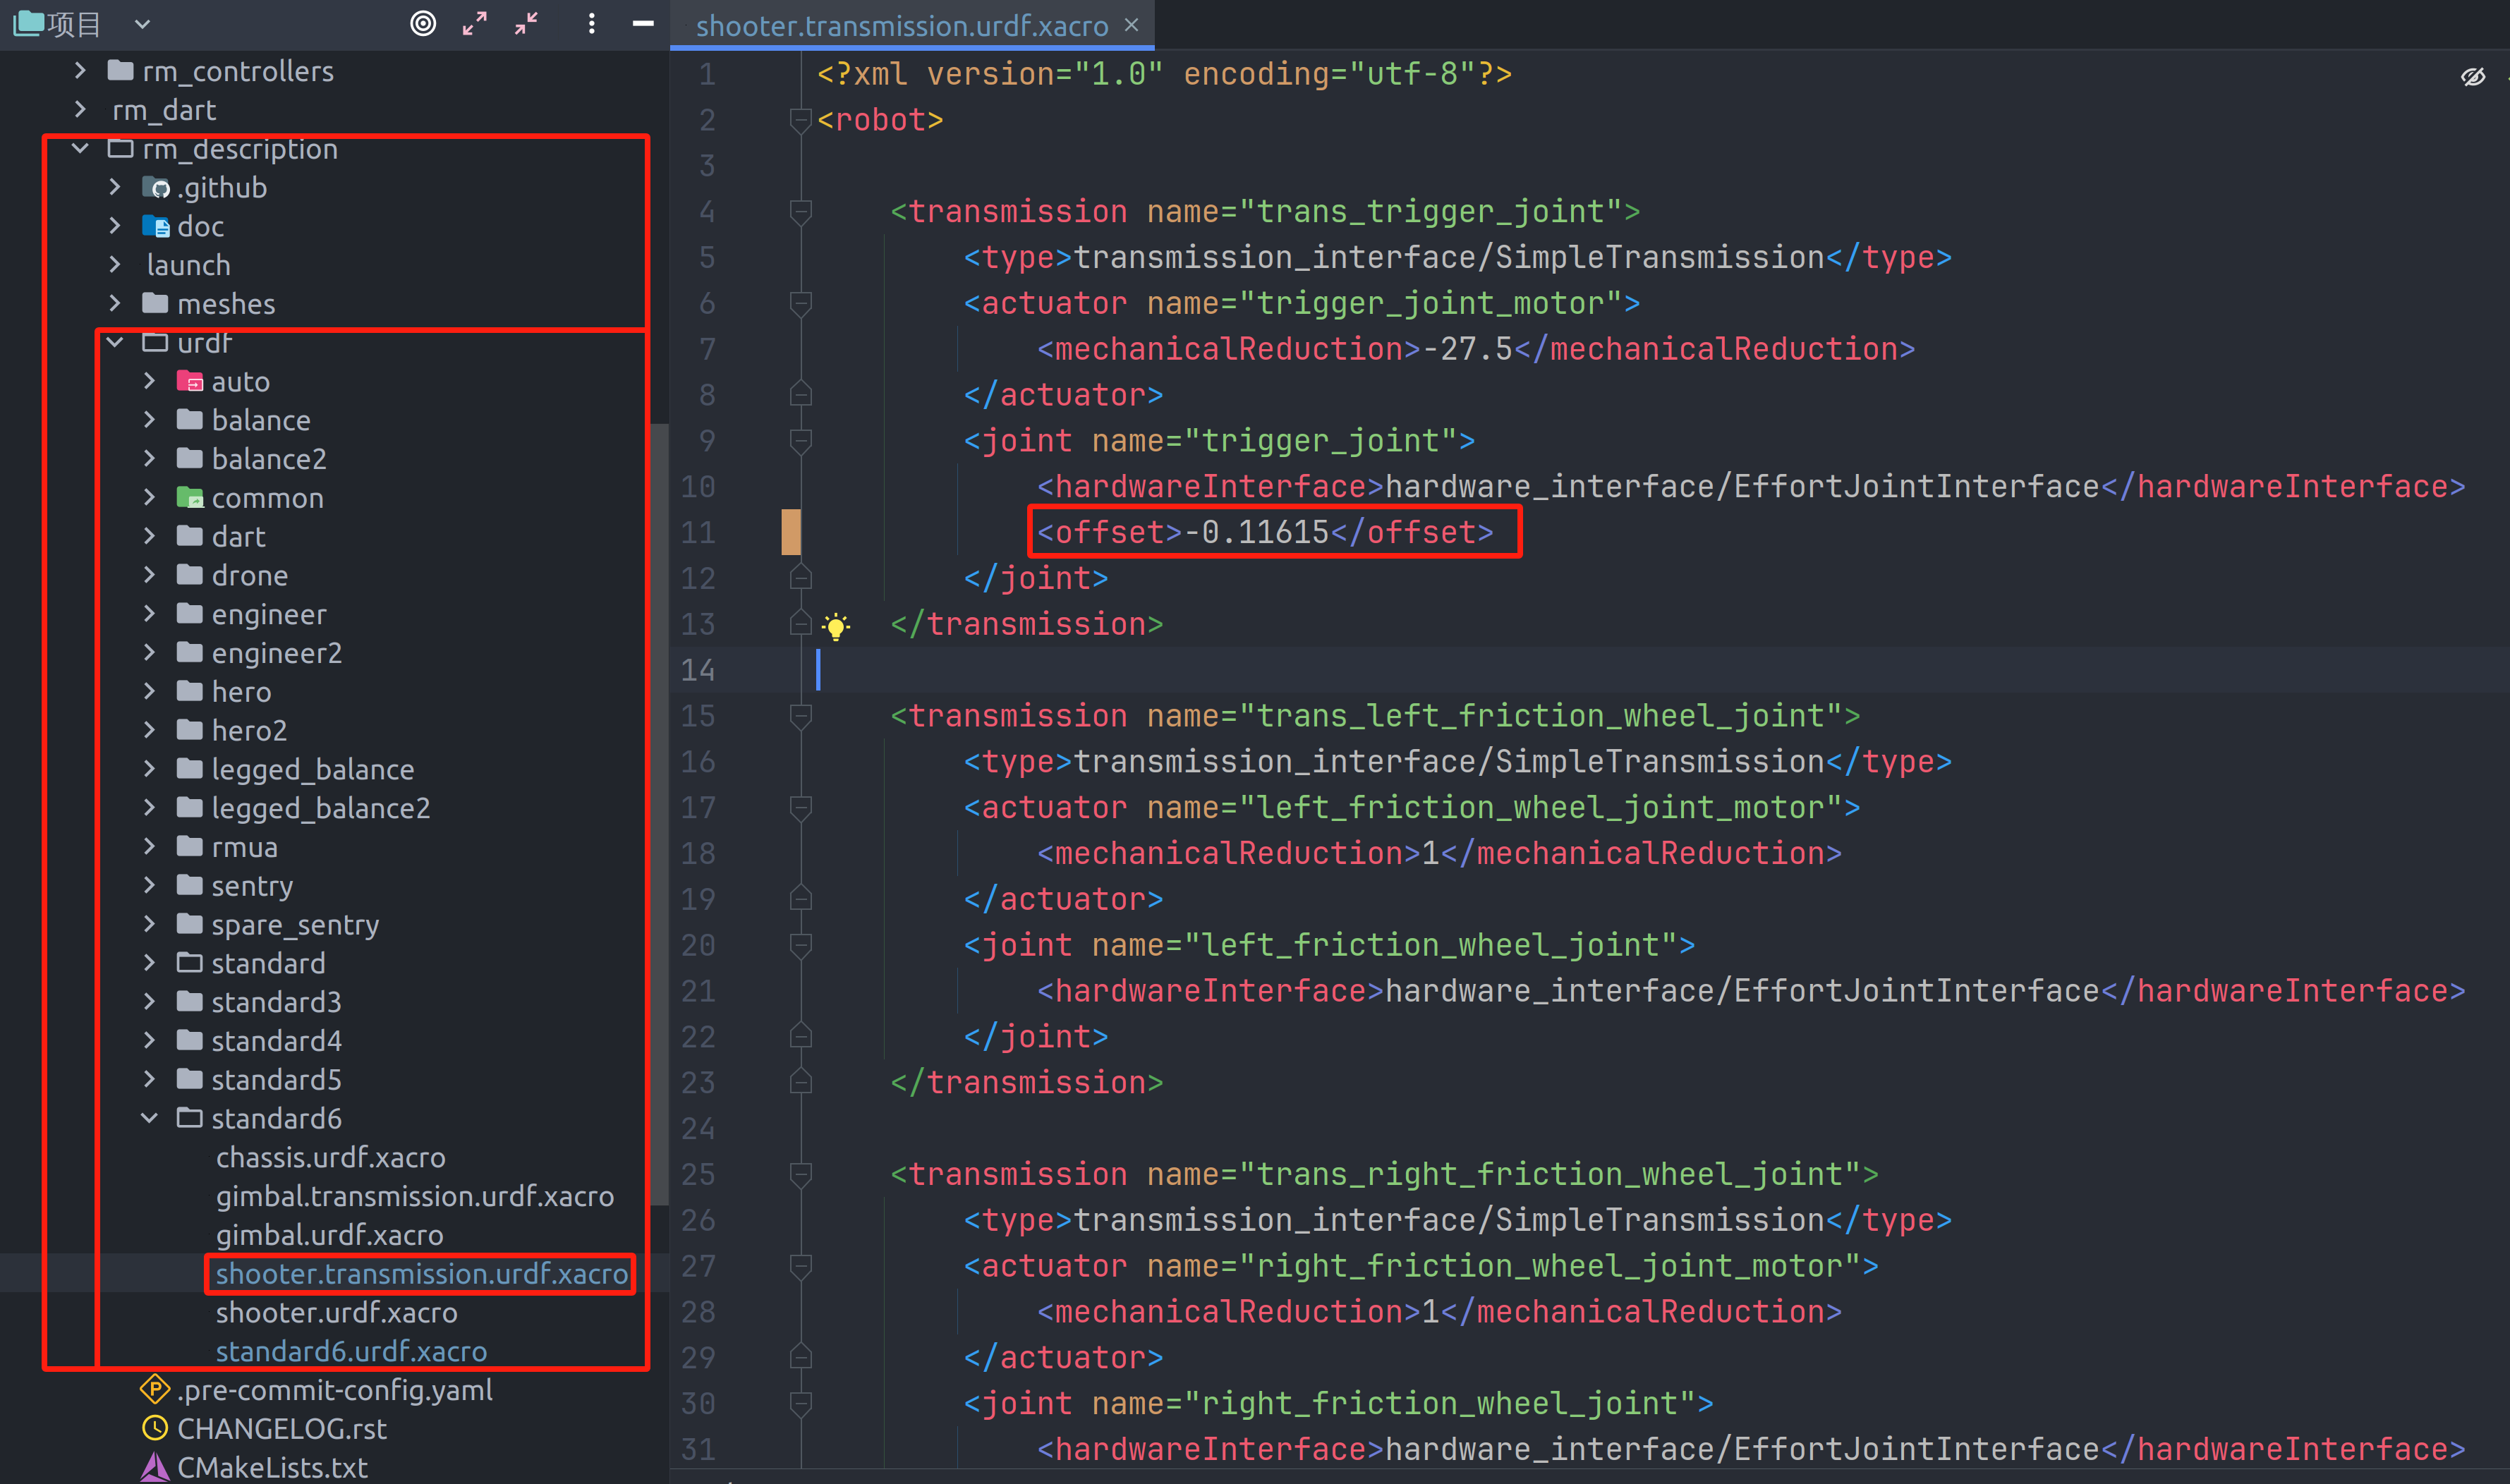 项目
rm_controllers
rm_dart
rm_description
.github
doc
launch
meshes
urdf
auto
balance
balance2
common
dart
drone
engineer
engineer2
hero
hero2
legged_balance
legged_balance2
rmua
sentry
spare_sentry
standard
standard3
standard4
standard5
standard6
chassis.urdf.xacro
gimbal.transmission.urdf.xacro
gimbal.urdf.xacro
shooter.transmission.urdf.xacro
shooter.urdf.xacro
standard6.urdf.xacro
.pre-commit-config.yaml
CHANGELOG.rst
CMakeLists.txt
shooter.transmission.urdf.xacro
1 <?xml version="1.0" encoding="utf-8"?>
2 <robot>
3
4 <transmission name="trans_trigger_joint">
5 <type>transmission_interface/SimpleTransmission</type>
6 <actuator name="trigger_joint_motor">
7 <mechanicalReduction>-27.5</mechanicalReduction>
8 </actuator>
9 <joint name="trigger_joint">
10 <hardwareInterface>hardware_interface/EffortJointInterface</hardwareInterface>
11 <offset>-0.11615</offset>
12 </joint>
13 </transmission>
14
15 <transmission name="trans_left_friction_wheel_joint">
16 <type>transmission_interface/SimpleTransmission</type>
17 <actuator name="left_friction_wheel_joint_motor">
18 <mechanicalReduction>1</mechanicalReduction>
19 </actuator>
20 <joint name="left_friction_wheel_joint">
21 <hardwareInterface>hardware_interface/EffortJointInterface</hardwareInterface>
22 </joint>
23 </transmission>
24
25 <transmission name="trans_right_friction_wheel_joint">
26 <type>transmission_interface/SimpleTransmission</type>
27 <actuator name="right_friction_wheel_joint_motor">
28 <mechanicalReduction>1</mechanicalReduction>
29 </actuator>
30 <joint name="right_friction_wheel_joint">
31 <hardwareInterface>hardware_interface/EffortJointInterface</hardwareInterface>